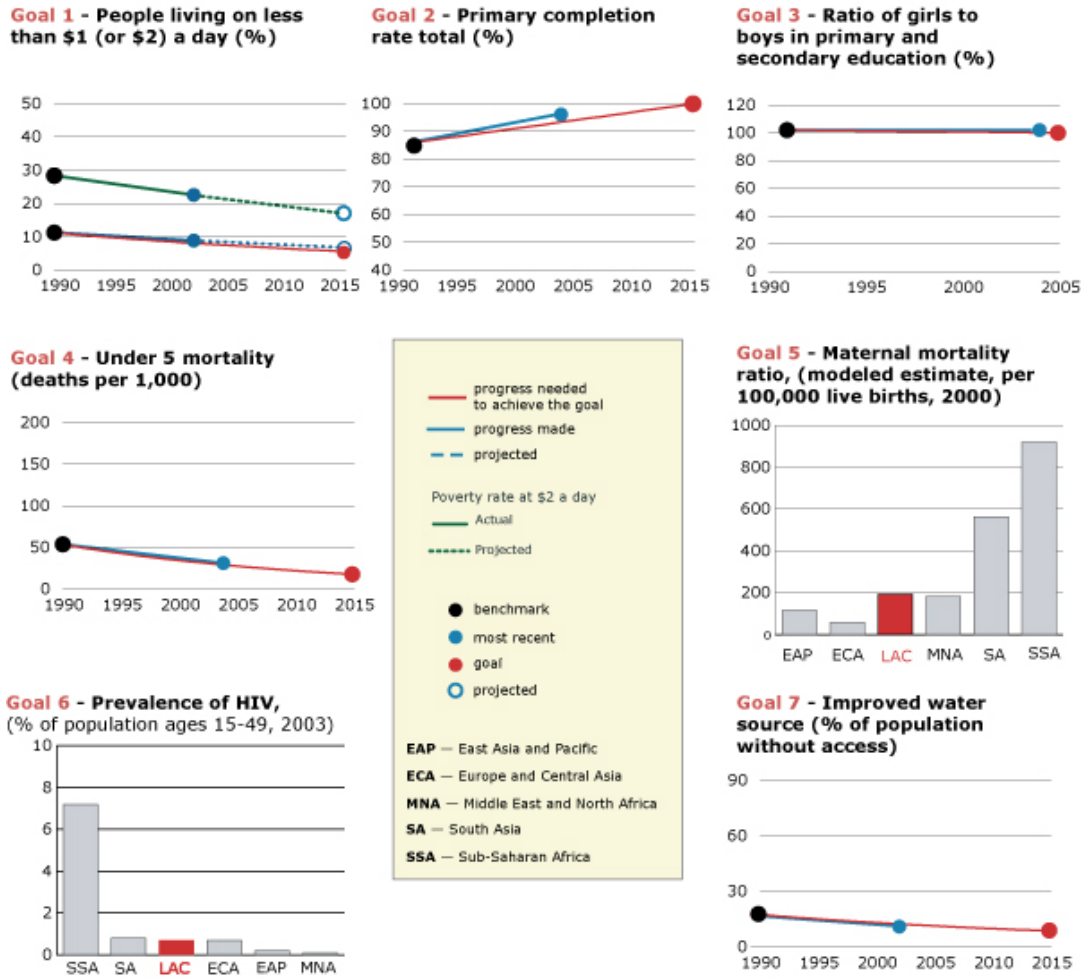 Goal 1 - People living on less
than $1 (or $2) a day (%)
50
40
30
20
10
0
1990 1995 2000 2005 2010 2015
Goal 2 - Primary completion
rate total (%)
100
90
80
70
60
50
40
1990 1995 2000 2005 2010 2015
Goal 3 - Ratio of girls to
boys in primary and
secondary education (%)
120
100
80
60
40
20
0
1990 1995 2000 2005
Goal 4 - Under 5 mortality
(deaths per 1,000)
200
150
100
50
0
1990 1995 2000 2005 2010 2015
progress needed
to achieve the goal
progress made
projected
Poverty rate at $2 a day
Actual
Projected
benchmark
most recent
goal
projected
EAP — East Asia and Pacific
ECA — Europe and Central Asia
MNA — Middle East and North Africa
SA — South Asia
SSA — Sub-Saharan Africa
Goal 5 - Maternal mortality
ratio, (modeled estimate, per
100,000 live births, 2000)
1000
800
600
400
200
0
EAP ECA LAC MNA SA SSA
Goal 6 - Prevalence of HIV,
(% of population ages 15-49, 2003)
10
8
6
4
2
0
SSA SA LAC ECA EAP MNA
Goal 7 - Improved water
source (% of population
without access)
90
60
30
0
1990 1995 2000 2005 2010 2015